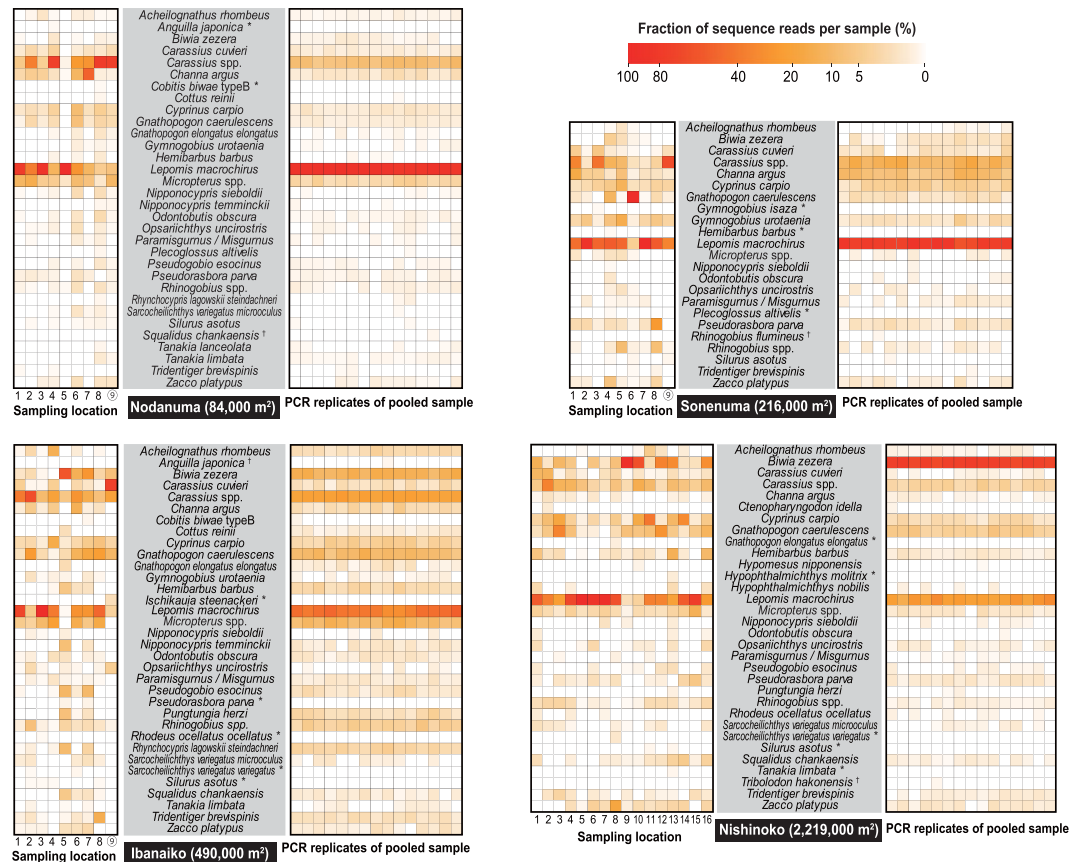 Acheilognathus rhombeus
Anguilla japonica *
Biwia zezera
Carassius cuvieri
Carassius spp.
Channa argus
Cobitis biwae typeB *
Cottus reinii
Cyprinus carpio
Gnathopogon caerulescens
Gnathopogon elongatus elongatus
Gymnogobius urotaenia
Hemibarbus barbus
Lepomis macrochirus
Micropterus spp.
Nipponocypris sieboldii
Nipponocypris temminckii
Odontobutis obscura
Opsariichthys uncirostris
Paramisgurnus / Misgurnus
Plecoglossus altivelis
Pseudogobio esocinus
Pseudorasbora parva
Rhinogobius spp.
Rhynchocypris lagowskii steindachneri
Sarcocheilichthys variegatus microoculus
Silurus asotus
Squalidus chankaensis †
Tanakia lanceolata
Tanakia limbata
Tridentiger brevispinis
Zacco platypus
1 2 3 4 5 6 7 8 ⑨
Sampling location
Nodanuma (84,000 m²)
PCR replicates of pooled sample
Fraction of sequence reads per sample (%)
100 80 40 20 10 5 0
Acheilognathus rhombeus
Biwia zezera
Carassius cuvieri
Carassius spp.
Channa argus
Cyprinus carpio
Gnathopogon caerulescens
Gymnogobius isaza *
Gymnogobius urotaenia
Hemibarbus barbus *
Lepomis macrochirus
Micropterus spp.
Nipponocypris sieboldii
Odontobutis obscura
Opsariichthys uncirostris
Paramisgurnus / Misgurnus
Plecoglossus altivelis *
Pseudorasbora parva
Rhinogobius flumineus †
Rhinogobius spp.
Silurus asotus
Tridentiger brevispinis
Zacco platypus
1 2 3 4 5 6 7 8 ⑨
Sampling location
Sonenuma (216,000 m²)
PCR replicates of pooled sample
Acheilognathus rhombeus
Anguilla japonica †
Biwia zezera
Carassius cuvieri
Carassius spp.
Channa argus
Cobitis biwae typeB
Cottus reinii
Cyprinus carpio
Gnathopogon caerulescens
Gnathopogon elongatus elongatus
Gymnogobius urotaenia
Hemibarbus barbus
Ischikauia steenackeri *
Lepomis macrochirus
Micropterus spp.
Nipponocypris sieboldii
Nipponocypris temminckii
Odontobutis obscura
Opsariichthys uncirostris
Paramisgurnus / Misgurnus
Pseudogobio esocinus
Pseudorasbora parva *
Pungtungia herzi
Rhinogobius spp.
Rhodeus ocellatus ocellatus *
Rhynchocypris lagowskii steindachneri
Sarcocheilichthys variegatus microoculus
Sarcocheilichthys variegatus variegatus *
Silurus asotus *
Squalidus chankaensis
Tanakia limbata
Tridentiger brevispinis
Zacco platypus
1 2 3 4 5 6 7 8 ⑨
Sampling location
Ibanaiko (490,000 m²)
PCR replicates of pooled sample
Acheilognathus rhombeus
Biwia zezera
Carassius cuvieri
Carassius spp.
Channa argus
Ctenopharyngodon idella
Cyprinus carpio
Gnathopogon caerulescens
Gnathopogon elongatus elongatus *
Hemibarbus barbus
Hypomesus nipponensis
Hypophthalmichthys molitrix *
Hypophthalmichthys nobilis
Lepomis macrochirus
Micropterus spp.
Nipponocypris sieboldii
Odontobutis obscura
Opsariichthys uncirostris
Paramisgurnus / Misgurnus
Pseudogobio esocinus
Pseudorasbora parva
Pungtungia herzi
Rhinogobius spp.
Rhodeus ocellatus ocellatus
Sarcocheilichthys variegatus microoculus
Sarcocheilichthys variegatus variegatus *
Silurus asotus *
Squalidus chankaensis
Tanakia limbata *
Tribolodon hakonensis †
Tridentiger brevispinis
Zacco platypus
1 2 3 4 5 6 7 8 9 10 11 12 13 14 15 16
Sampling location
Nishinoko (2,219,000 m²)
PCR replicates of pooled sample